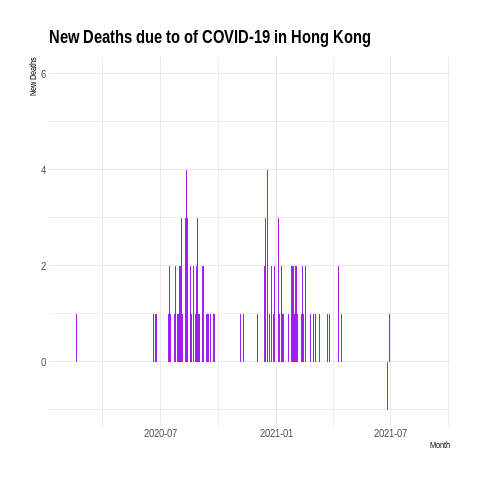 New Deaths due to of COVID-19 in Hong Kong
New Deaths
6
4
2
0
2020-07
2021-01
2021-07
Month